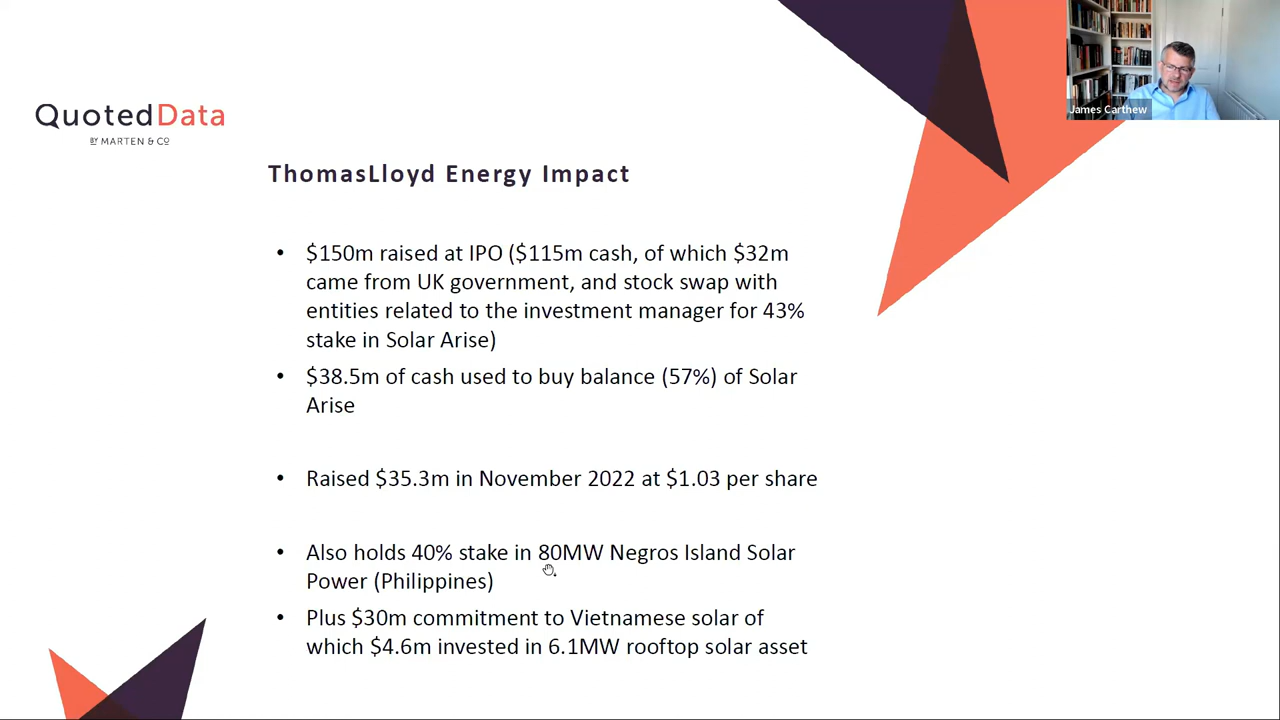 James Carthew
QuotedData
BY MARTEN & CO
ThomasLloyd Energy Impact
• $150m raised at IPO ($115m cash, of which $32m
came from UK government, and stock swap with
entities related to the investment manager for 43%
stake in Solar Arise)
• $38.5m of cash used to buy balance (57%) of Solar
Arise
• Raised $35.3m in November 2022 at $1.03 per share
• Also holds 40% stake in 80MW Negros Island Solar
Power (Philippines)
• Plus $30m commitment to Vietnamese solar of
which $4.6m invested in 6.1MW rooftop solar asset